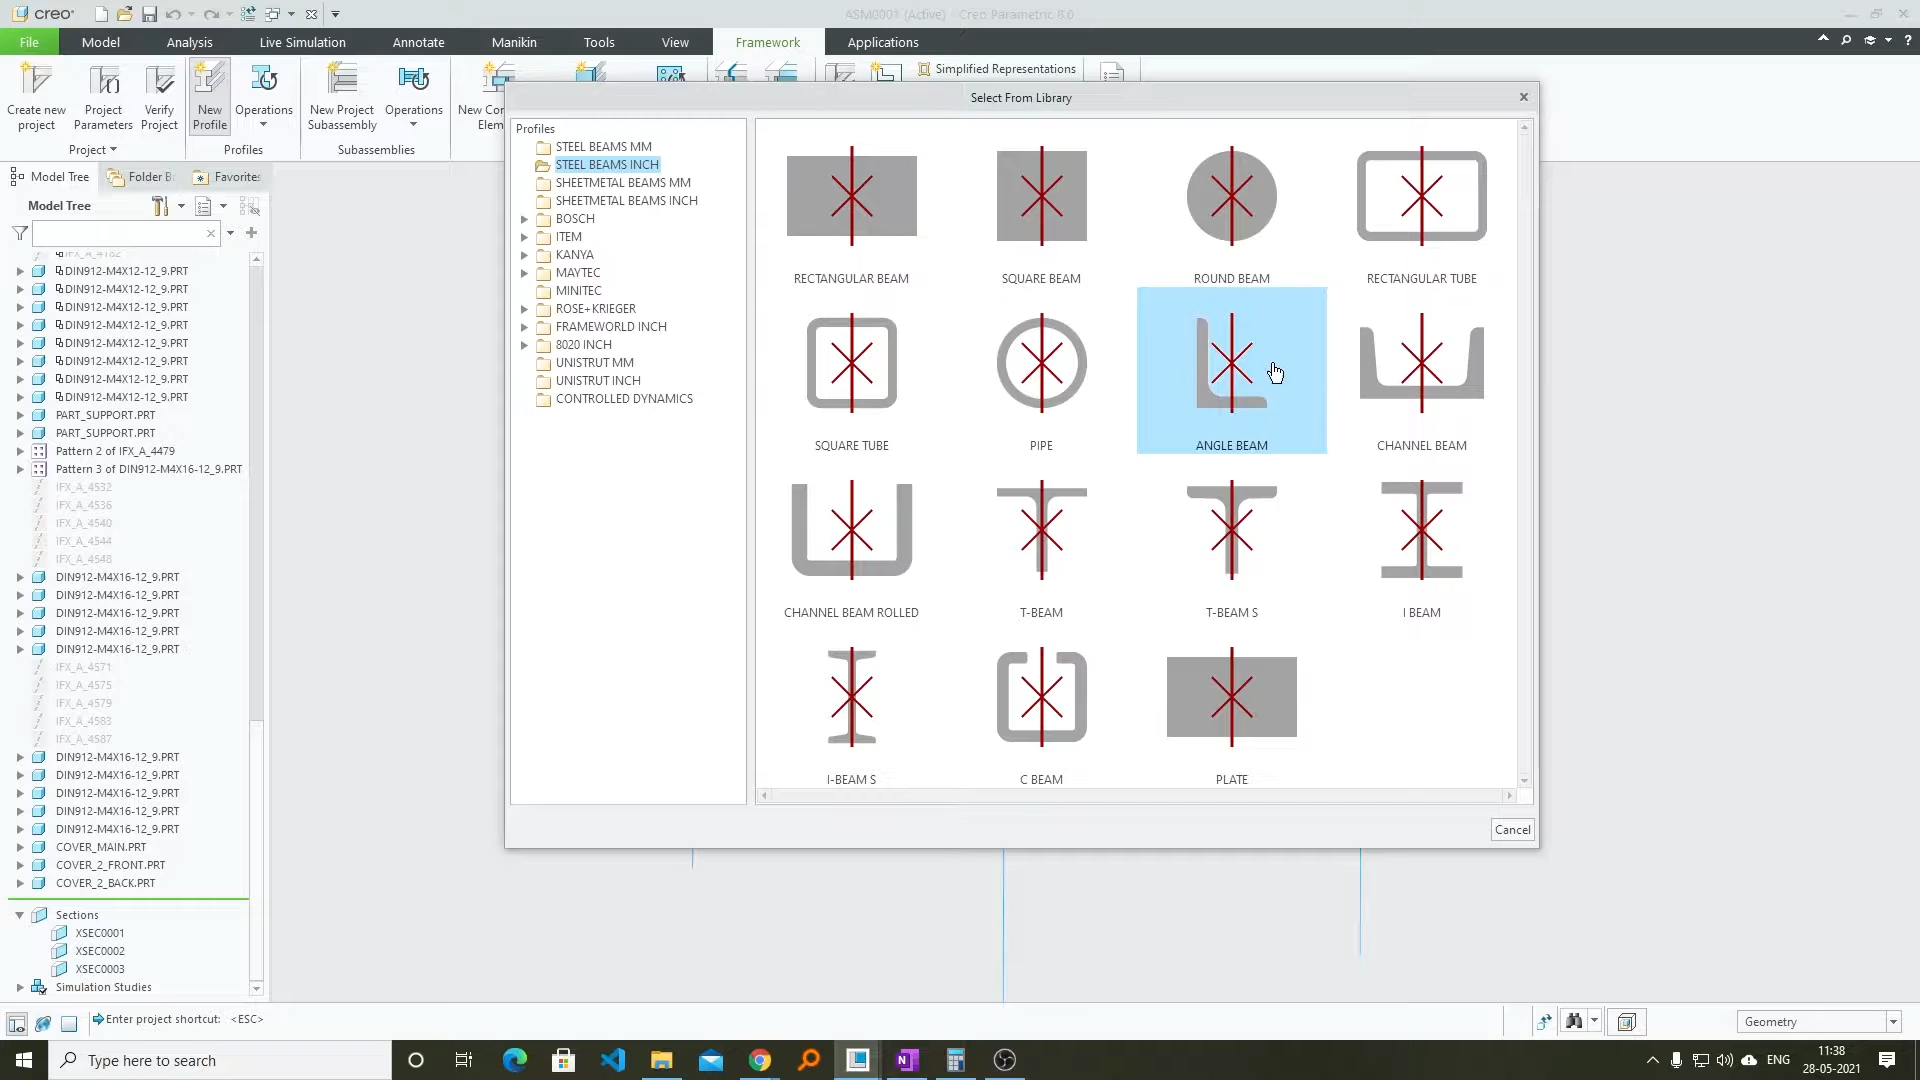 creo®
ASM0001 (Active) - Creo Parametric 8.0
File Model Analysis Live Simulation Annotate Manikin Tools View Framework Applications
Create new project
Project Parameters
Verify Project
New Profile
Operations
New Project Subassembly
Operations
New Con
Elem
Simplified Representations
Project
Profiles
Subassemblies
Model Tree
Folder Br
Favorites
Model Tree
IFX_A_4182
DIN912-M4X12-12_9.PRT
DIN912-M4X12-12_9.PRT
DIN912-M4X12-12_9.PRT
DIN912-M4X12-12_9.PRT
DIN912-M4X12-12_9.PRT
DIN912-M4X12-12_9.PRT
DIN912-M4X12-12_9.PRT
DIN912-M4X12-12_9.PRT
PART_SUPPORT.PRT
PART_SUPPORT.PRT
Pattern 2 of IFX_A_4479
Pattern 3 of DIN912-M4X16-12_9.PRT
IFX_A_4532
IFX_A_4536
IFX_A_4540
IFX_A_4544
IFX_A_4548
DIN912-M4X16-12_9.PRT
DIN912-M4X16-12_9.PRT
DIN912-M4X16-12_9.PRT
DIN912-M4X16-12_9.PRT
DIN912-M4X16-12_9.PRT
IFX_A_4571
IFX_A_4575
IFX_A_4579
IFX_A_4583
IFX_A_4587
DIN912-M4X16-12_9.PRT
DIN912-M4X16-12_9.PRT
DIN912-M4X16-12_9.PRT
DIN912-M4X16-12_9.PRT
DIN912-M4X16-12_9.PRT
COVER_MAIN.PRT
COVER_2_FRONT.PRT
COVER_2_BACK.PRT
Sections
XSEC0001
XSEC0002
XSEC0003
Simulation Studies
Select From Library
Profiles
STEEL BEAMS MM
STEEL BEAMS INCH
SHEETMETAL BEAMS MM
SHEETMETAL BEAMS INCH
BOSCH
ITEM
KANYA
MAYTEC
MINITEC
ROSE+KRIEGER
FRAMEWORLD INCH
8020 INCH
UNISTRUT MM
UNISTRUT INCH
CONTROLLED DYNAMICS
RECTANGULAR BEAM SQUARE BEAM ROUND BEAM RECTANGULAR TUBE
SQUARE TUBE PIPE ANGLE BEAM CHANNEL BEAM
CHANNEL BEAM ROLLED T-BEAM T-BEAM S I BEAM
I-BEAM S C BEAM PLATE
Cancel
Enter project shortcut: <ESC>
Geometry
Type here to search
ENG
11:38
28-05-2021